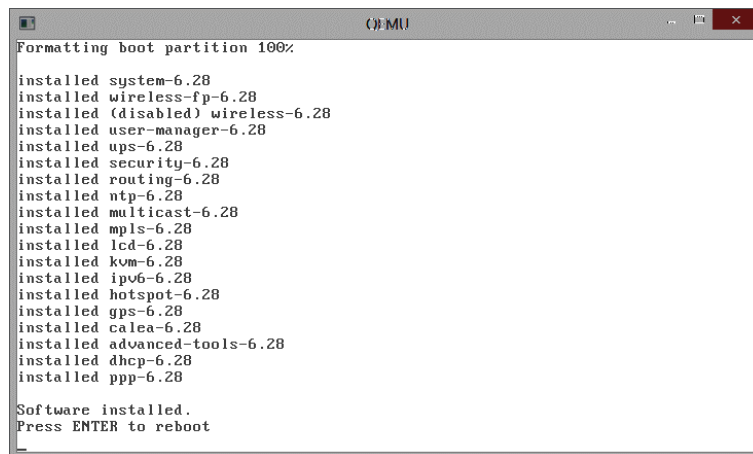 QEMU
Formatting boot partition 100%
installed system-6.28
installed wireless-fp-6.28
installed (disabled) wireless-6.28
installed user-manager-6.28
installed ups-6.28
installed security-6.28
installed routing-6.28
installed ntp-6.28
installed multicast-6.28
installed mpls-6.28
installed lcd-6.28
installed kvm-6.28
installed ipv6-6.28
installed hotspot-6.28
installed gps-6.28
installed calea-6.28
installed advanced-tools-6.28
installed dhcp-6.28
installed ppp-6.28
Software installed.
Press ENTER to reboot